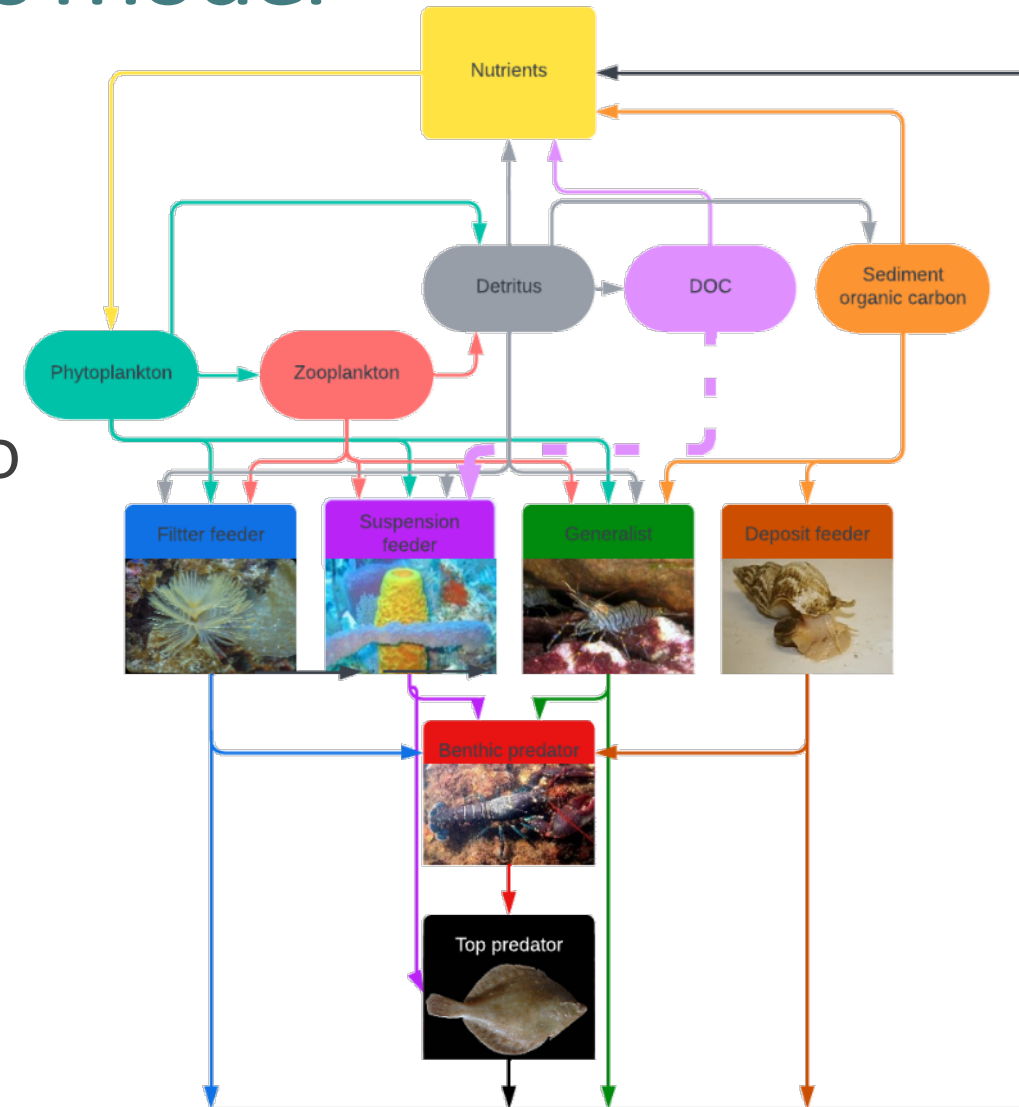 model
Nutrients
Detritus
DOC
Sediment
organic carbon
Phytoplankton
Zooplankton
o
Filtter feeder
Suspension
feeder
Generalist
Deposit feeder
Benthic predator
Top predator